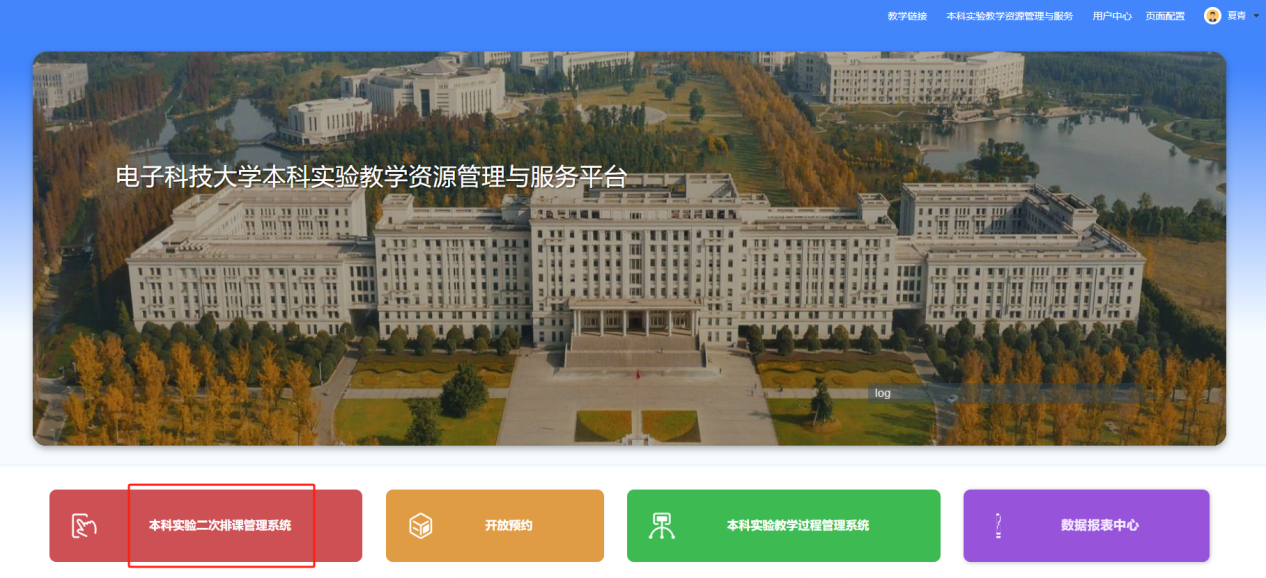 教学链接 本科实验教学资源管理与服务 用户中心 页面配置 夏青
电子科技大学本科实验教学资源管理与服务平台
log
本科实验二次排课管理系统 开放预约 本科实验教学过程管理系统 数据报表中心